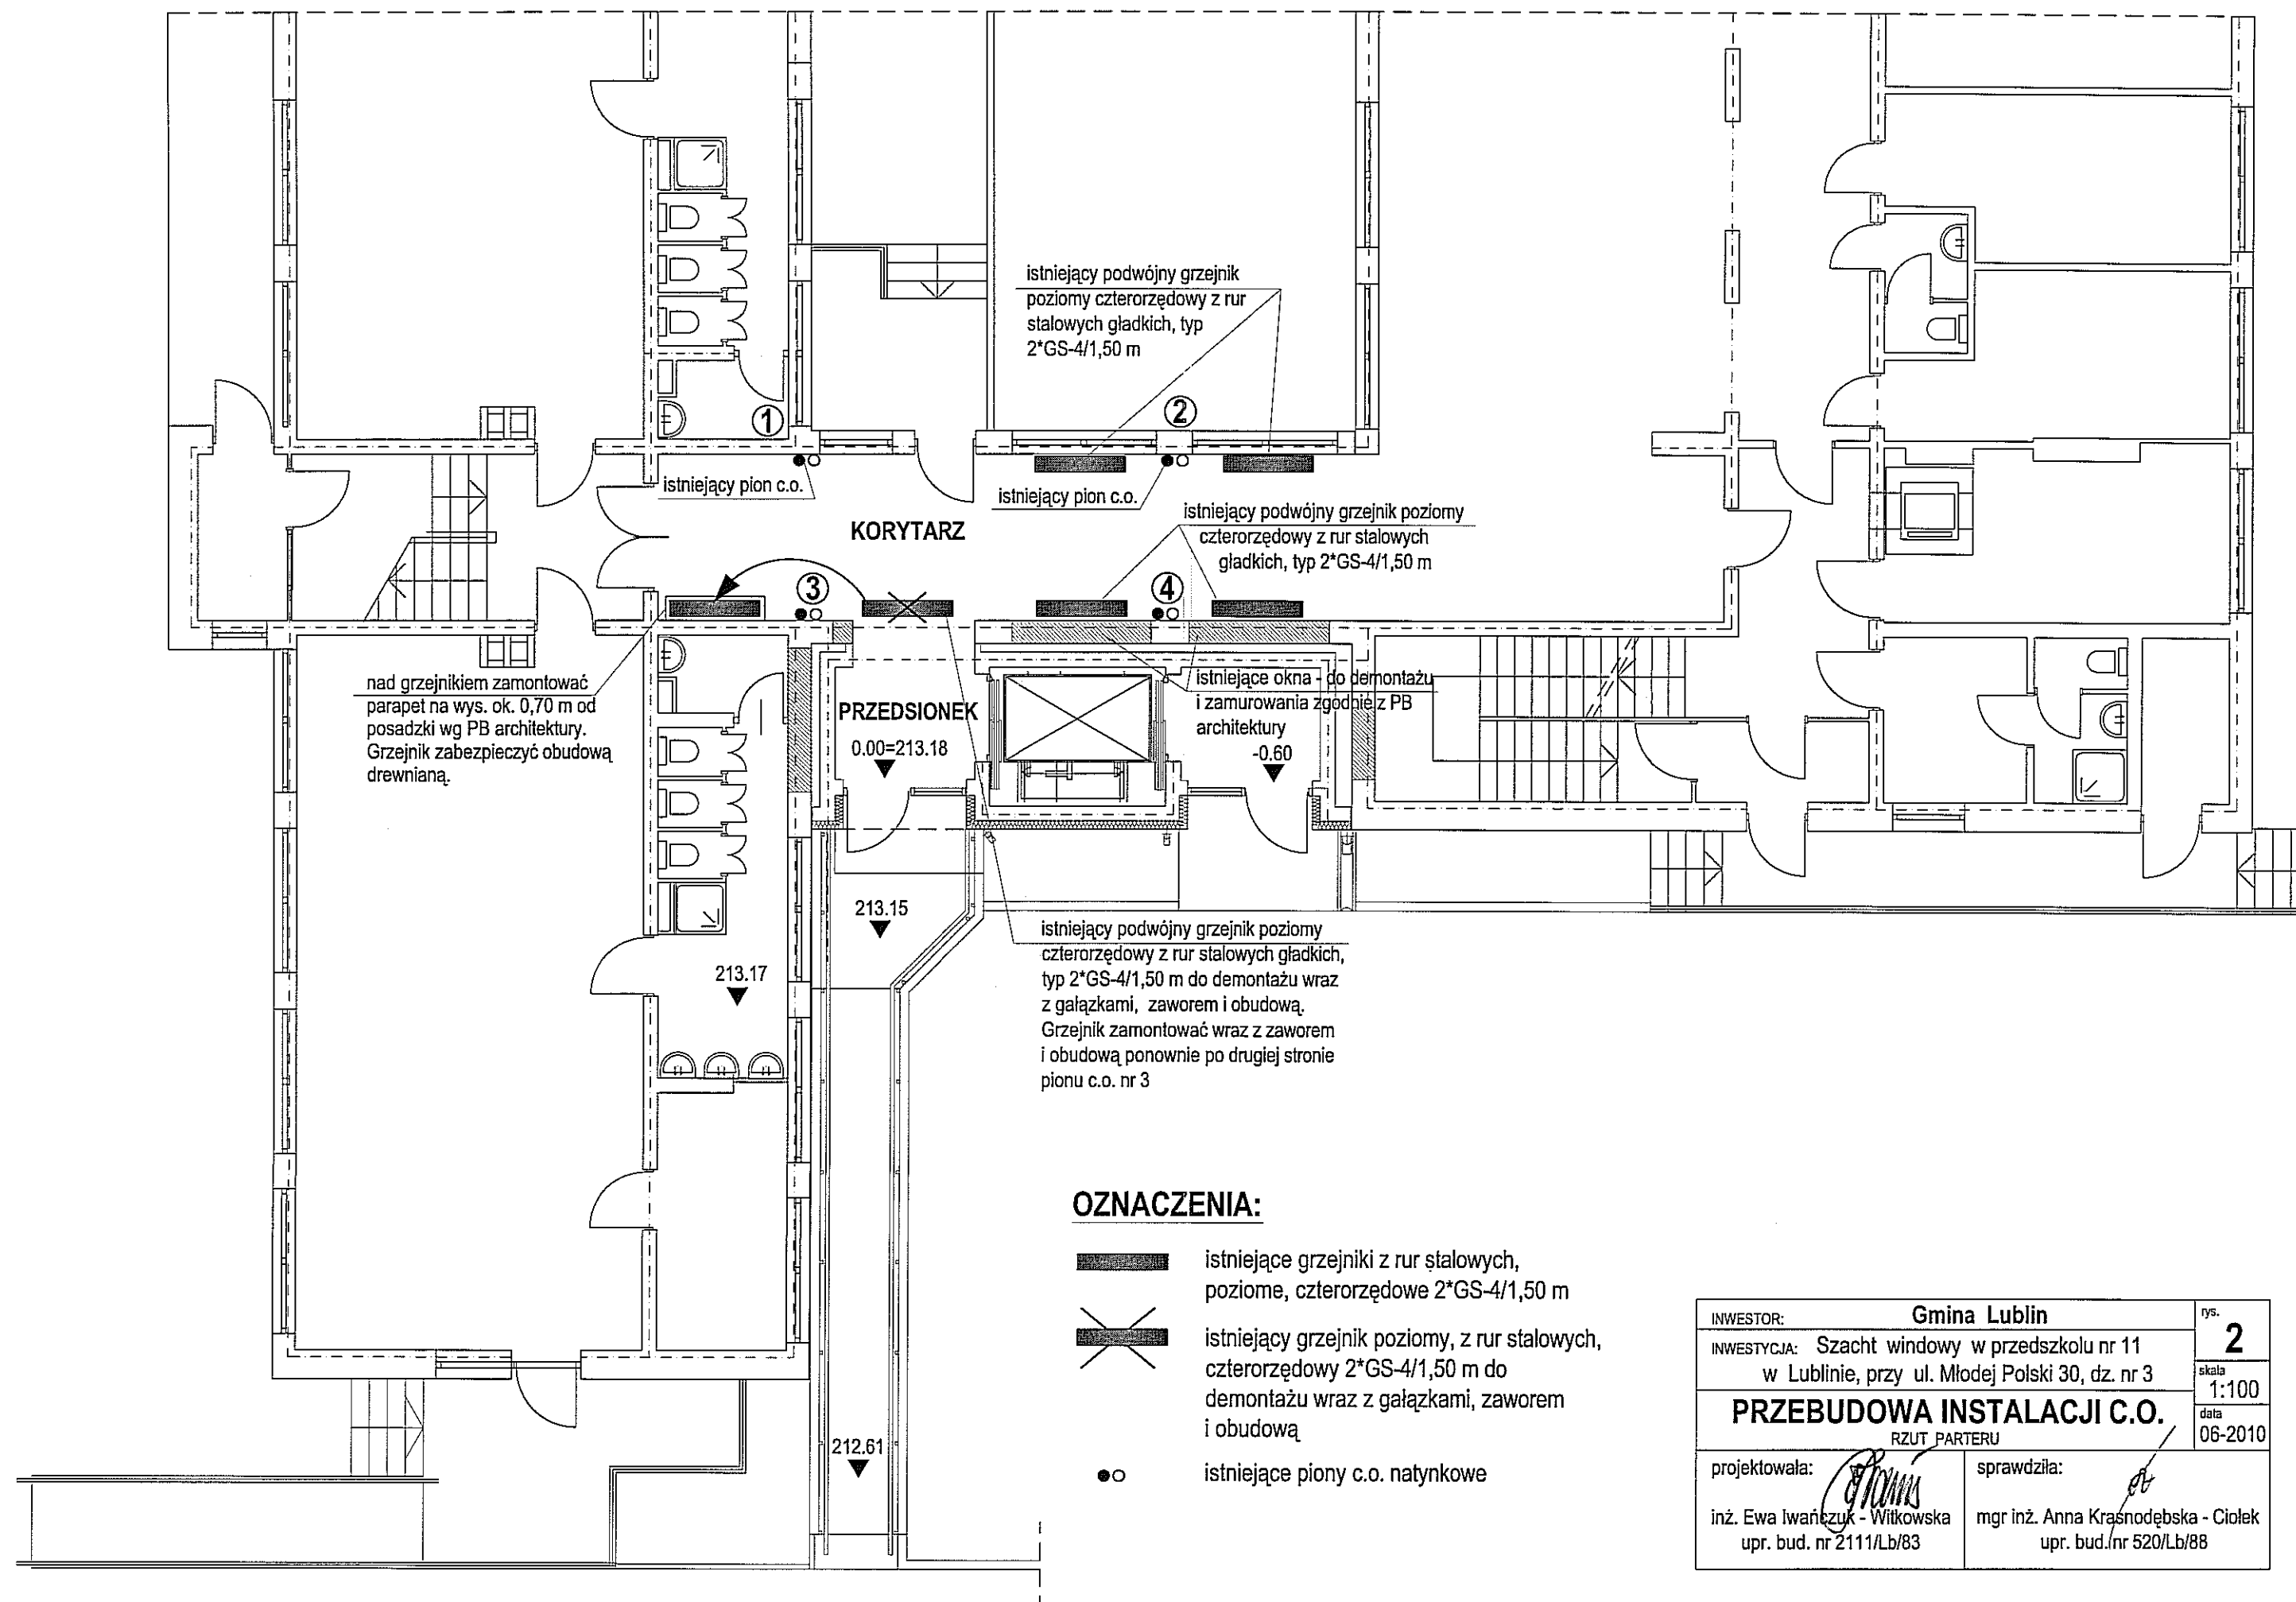 istniejący podwójny grzejnik
poziomy czterorzędowy z rur
stalowych gładkich, typ
2*GS-4/1,50 m
1
2
istniejący pion c.o.
istniejący pion c.o.
KORYTARZ
istniejący podwójny grzejnik poziomy
czterorzędowy z rur stalowych
gładkich, typ 2*GS-4/1,50 m
3
4
nad grzejnikiem zamontować
parapet na wys. ok. 0,70 m od
posadzki wg PB architektury.
Grzejnik zabezpieczyć obudową
drewnianą.
PRZEDSIONEK
0.00=213.18
istniejące okna - do demontażu
i zamurowania zgodnie z PB
architektury
-0.60
213.15
213.17
istniejący podwójny grzejnik poziomy
czterorzędowy z rur stalowych gładkich,
typ 2*GS-4/1,50 m do demontażu wraz
z gałązkami, zaworem i obudową.
Grzejnik zamontować wraz z zaworem
i obudową ponownie po drugiej stronie
pionu c.o. nr 3
212.61
OZNACZENIA:
istniejące grzejniki z rur stalowych,
poziome, czterorzędowe 2*GS-4/1,50 m
istniejący grzejnik poziomy, z rur stalowych,
czterorzędowy 2*GS-4/1,50 m do
demontażu wraz z gałązkami, zaworem
i obudową
istniejące piony c.o. natynkowe
INWESTOR: Gmina Lublin
INWESTYCJA: Szacht windowy w przedszkolu nr 11
w Lublinie, przy ul. Młodej Polski 30, dz. nr 3
rys.
2
skala
1:100
PRZEBUDOWA INSTALACJI C.O.
RZUT PARTERU
data
06-2010
projektowała:
inż. Ewa Iwańczuk - Witkowska
upr. bud. nr 2111/Lb/83
sprawdziła:
mgr inż. Anna Krasnodębska - Ciołek
upr. bud. nr 520/Lb/88